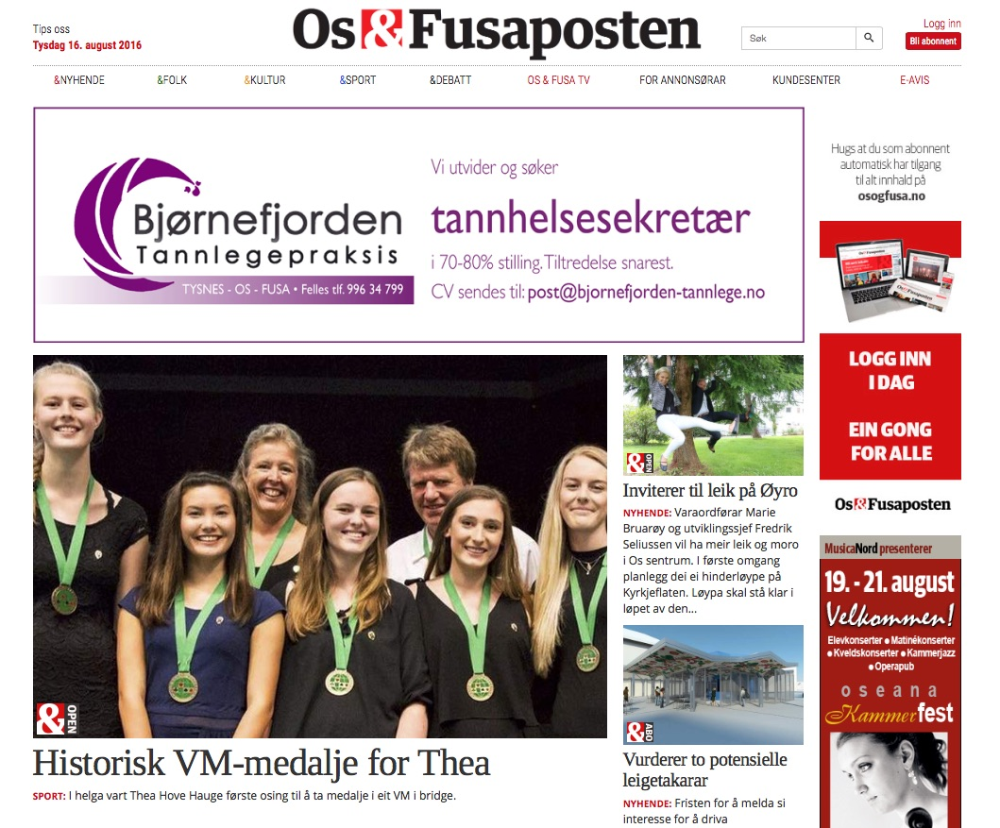 Tips oss
Tysdag 16. august 2016
Os&Fusaposten
Søk
Logg inn
Bli abonnent
&NYHENDE
&FOLK
&KULTUR
&SPORT
&DEBATT
OS & FUSA TV
FOR ANNONSØRAR
KUNDESENTER
E-AVIS
Bjørnefjorden
Tannlegepraksis
TYSNES - OS - FUSA • Felles tlf. 996 34 799
Vi utvider og søker
tannhelsesekretær
i 70-80% stilling. Tiltredelse snarest.
CV sendes til: post@bjornefjorden-tannlege.no
Hugs at du som abonnent
automatisk har tilgang
til alt innhald på
osogfusa.no
LOGG INN
I DAG
EIN GONG
FOR ALLE
Os&Fusaposten
& OPEN
Historisk VM-medalje for Thea
SPORT: I helga vart Thea Hove Hauge første osing til å ta medalje i eit VM i bridge.
& OPEN
Inviterer til leik på Øyro
NYHENDE: Varaordførar Marie
Bruarøy og utviklingssjef Fredrik
Seliussen vil ha meir leik og moro
i Os sentrum. I første omgang
planlegg dei ei hinderløype på
Kyrkjeflaten. Løypa skal stå klar i
løpet av den...
& ABO
Vurderer to potensielle
leigetakarar
NYHENDE: Fristen for å melda si
interesse for å driva
MusicaNord presenterer
19. - 21. august
Velkommen!
Elevkonserter • Matinékonserter
• Kveldskonserter • Kammerjazz
• Operapub
oseana
Kammerfest